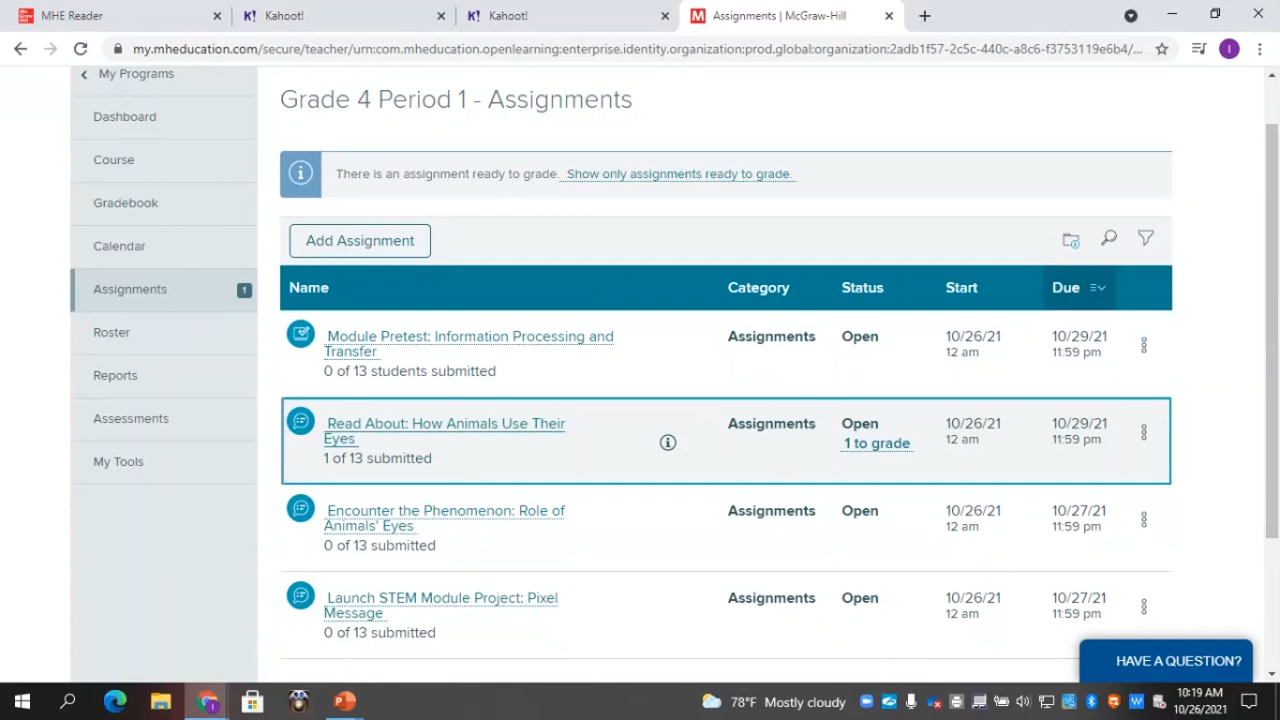 MHE Reader
Kahoot!
Kahoot!
Assignments | McGraw-Hill
my.mheducation.com/secure/teacher/urn:com.mheducation.openlearning:enterprise.identity.organization:prod.global:organization:2adb1f57-2c5c-440c-a8c6-f3753119e6b4/...
My Programs
Dashboard
Course
Gradebook
Calendar
Assignments 1
Roster
Reports
Assessments
My Tools
Grade 4 Period 1 - Assignments
There is an assignment ready to grade. Show only assignments ready to grade.
Add Assignment
Name Category Status Start Due
Module Pretest: Information Processing and Assignments Open 10/26/21 10/29/21
Transfer 12 am 11:59 pm
0 of 13 students submitted
Read About: How Animals Use Their Assignments Open 10/26/21 10/29/21
Eyes 1 to grade 12 am 11:59 pm
1 of 13 submitted
Encounter the Phenomenon: Role of Assignments Open 10/26/21 10/27/21
Animals' Eyes 12 am 11:59 pm
0 of 13 submitted
Launch STEM Module Project: Pixel Assignments Open 10/26/21 10/27/21
Message 12 am 11:59 pm
0 of 13 submitted
HAVE A QUESTION?
78°F Mostly cloudy
10:19 AM
10/26/2021